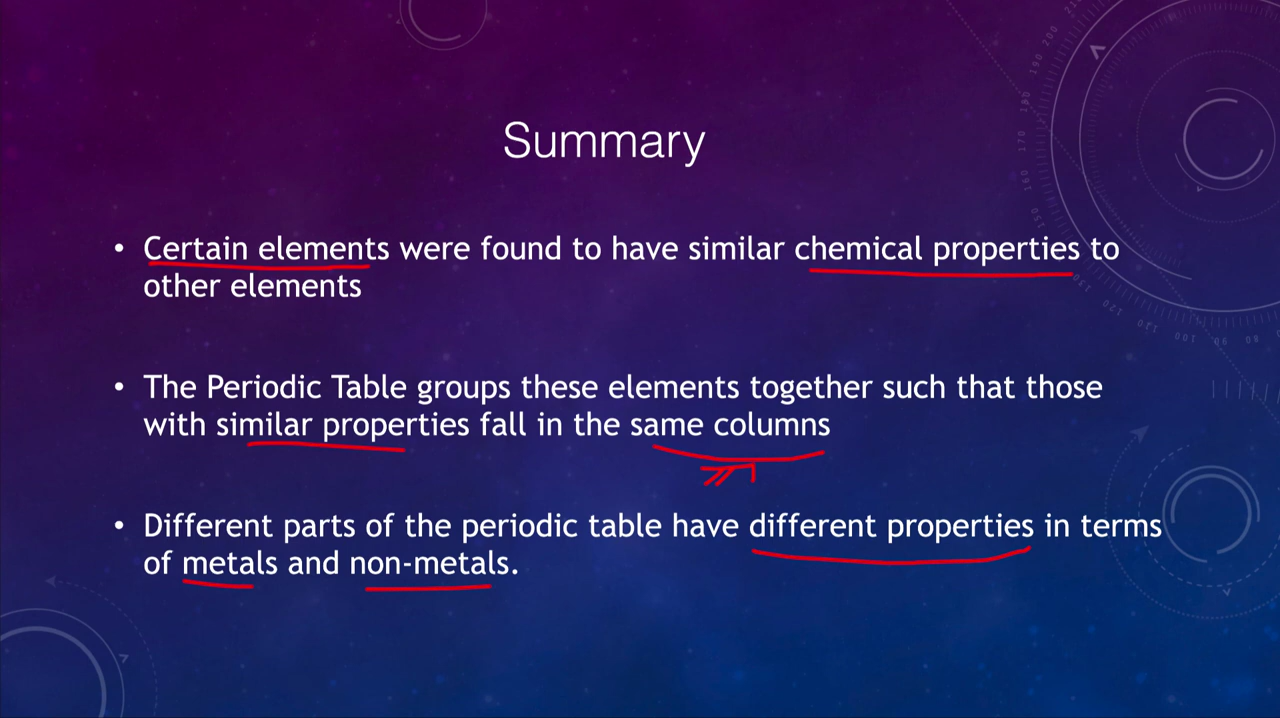 Summary
• Certain elements were found to have similar chemical properties to
other elements
• The Periodic Table groups these elements together such that those
with similar properties fall in the same columns
• Different parts of the periodic table have different properties in terms
of metals and non-metals.